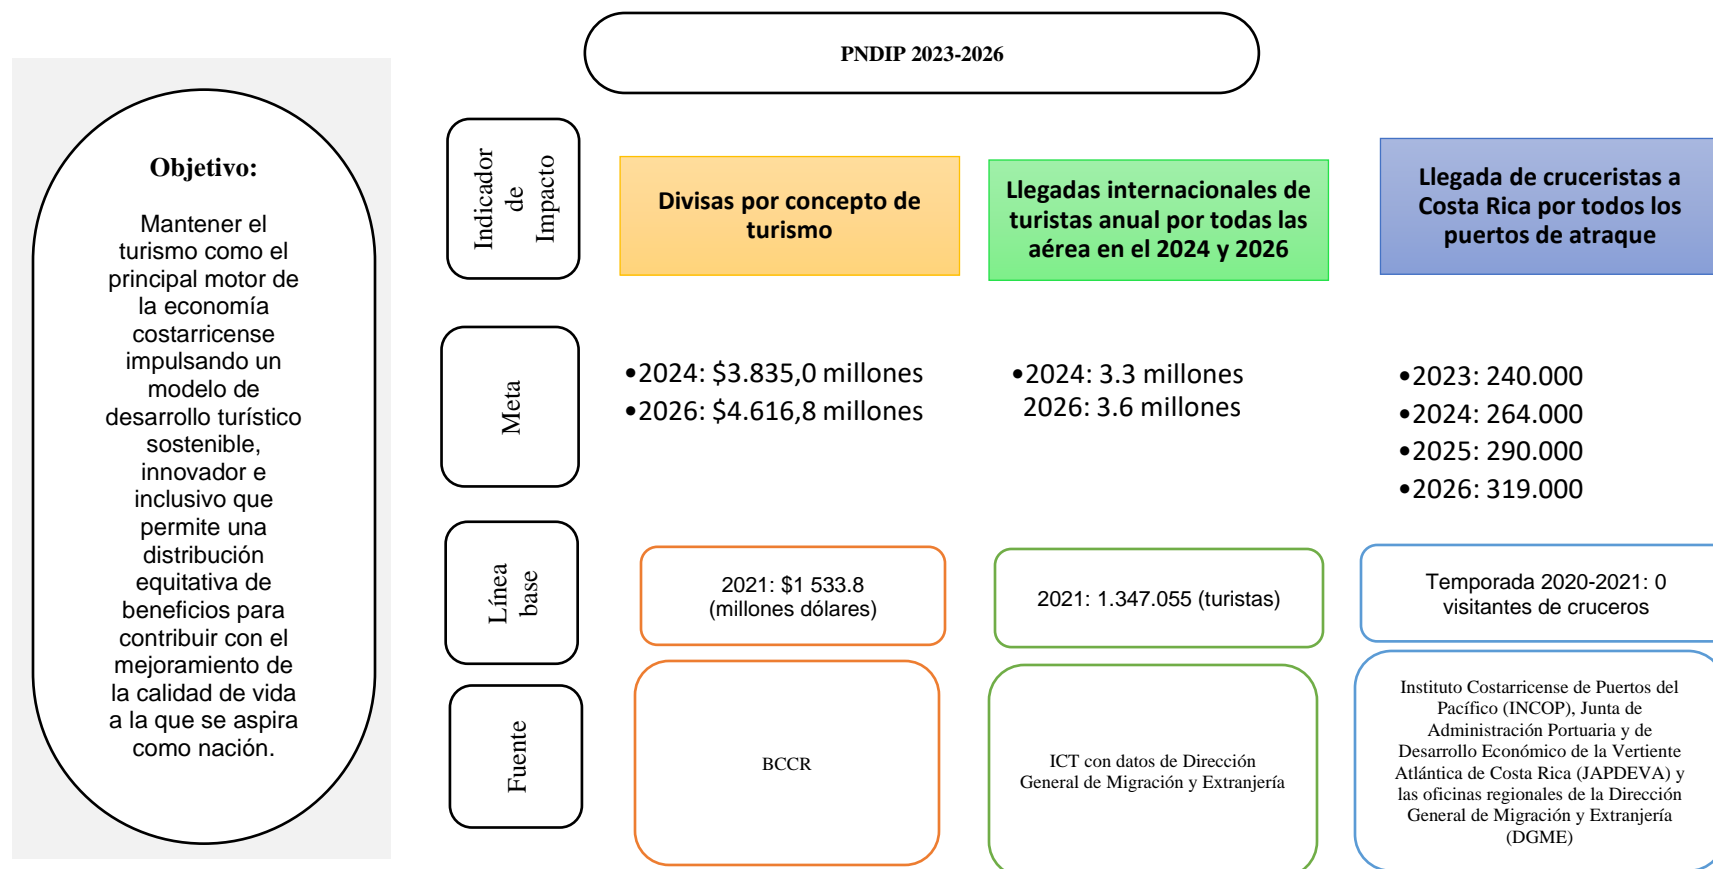 PNDIP 2023-2026
Objetivo:
Mantener el
turismo como el
principal motor de
la economía
costarricense
impulsando un
modelo de
desarrollo turístico
sostenible,
innovador e
inclusivo que
permite una
distribución
equitativa de
beneficios para
contribuir con el
mejoramiento de
la calidad de vida
a la que se aspira
como nación.
Indicador
de
Impacto
Divisas por concepto de
turismo
Llegadas internacionales de
turistas anual por todas las
aérea en el 2024 y 2026
Llegada de cruceristas a
Costa Rica por todos los
puertos de atraque
Meta
•2024: $3.835,0 millones
•2026: $4.616,8 millones
•2024: 3.3 millones
2026: 3.6 millones
•2023: 240.000
•2024: 264.000
•2025: 290.000
•2026: 319.000
Línea
base
2021: $1 533.8
(millones dólares)
2021: 1.347.055 (turistas)
Temporada 2020-2021: 0
visitantes de cruceros
Fuente
BCCR
ICT con datos de Dirección
General de Migración y Extranjería
Instituto Costarricense de Puertos del
Pacífico (INCOP), Junta de
Administración Portuaria y de
Desarrollo Económico de la Vertiente
Atlántica de Costa Rica (JAPDEVA) y
las oficinas regionales de la Dirección
General de Migración y Extranjería
(DGME)